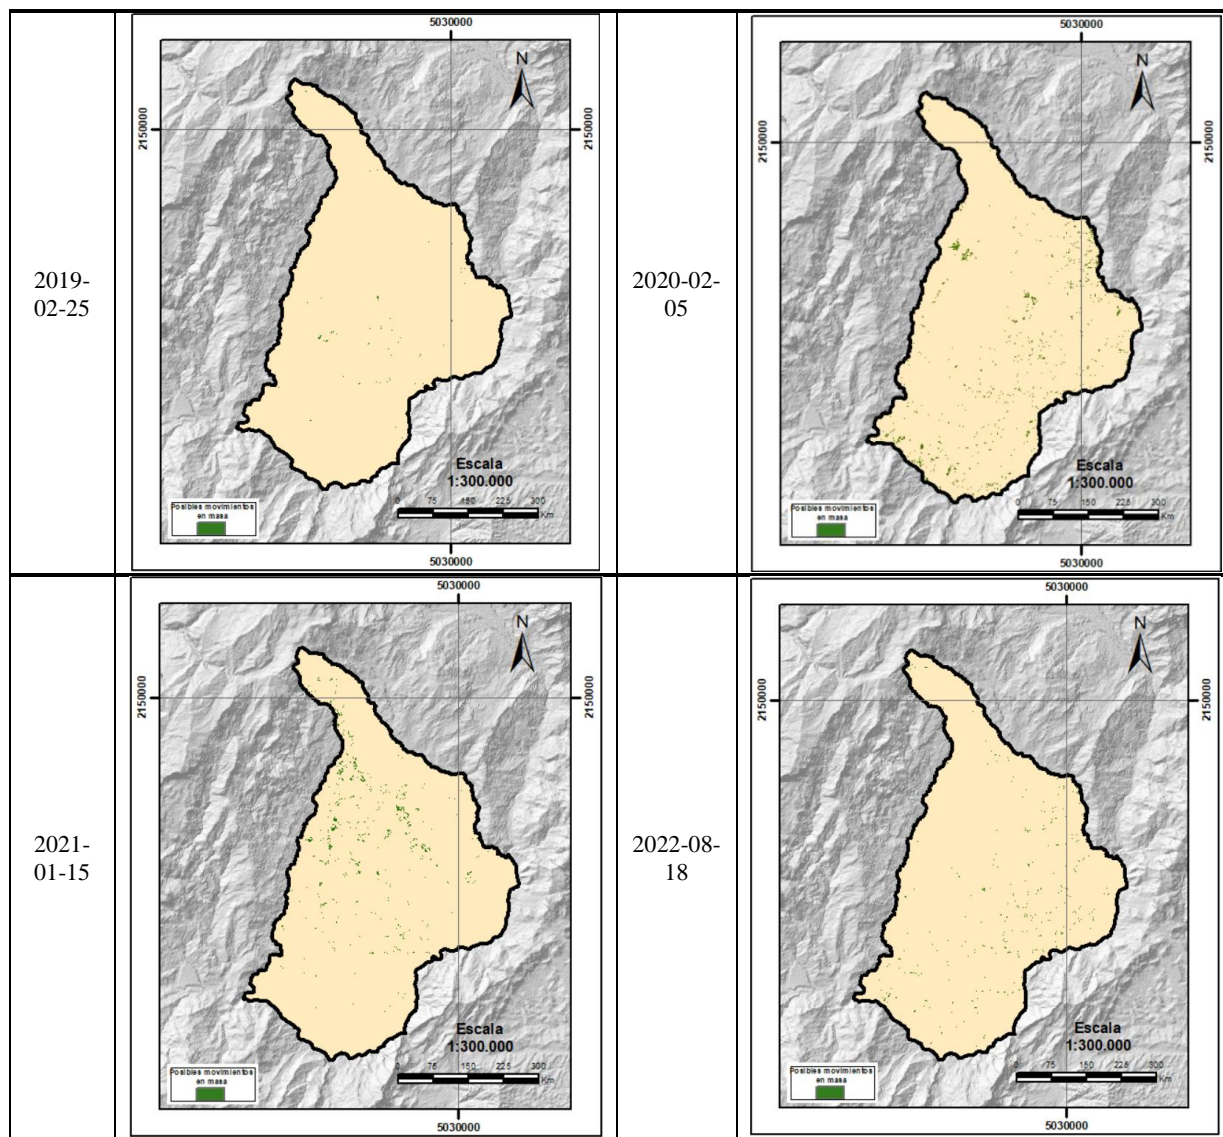 2019-
02-25
5030000
N
2150000
2150000
Escala
1:300.000
0 75 150 225 300
Km
Posibles movimientos
en masa
5030000
2020-02-
05
5030000
N
2150000
2150000
Escala
1:300.000
0 75 150 225 300
Km
Posibles movimientos
en masa
5030000
2021-
01-15
5030000
N
2150000
2150000
Escala
1:300.000
0 75 150 225 300
Km
Posibles movimientos
en masa
5030000
2022-08-
18
5030000
N
2150000
2150000
Escala
1:300.000
0 75 150 225 300
Km
Posibles movimientos
en masa
5030000